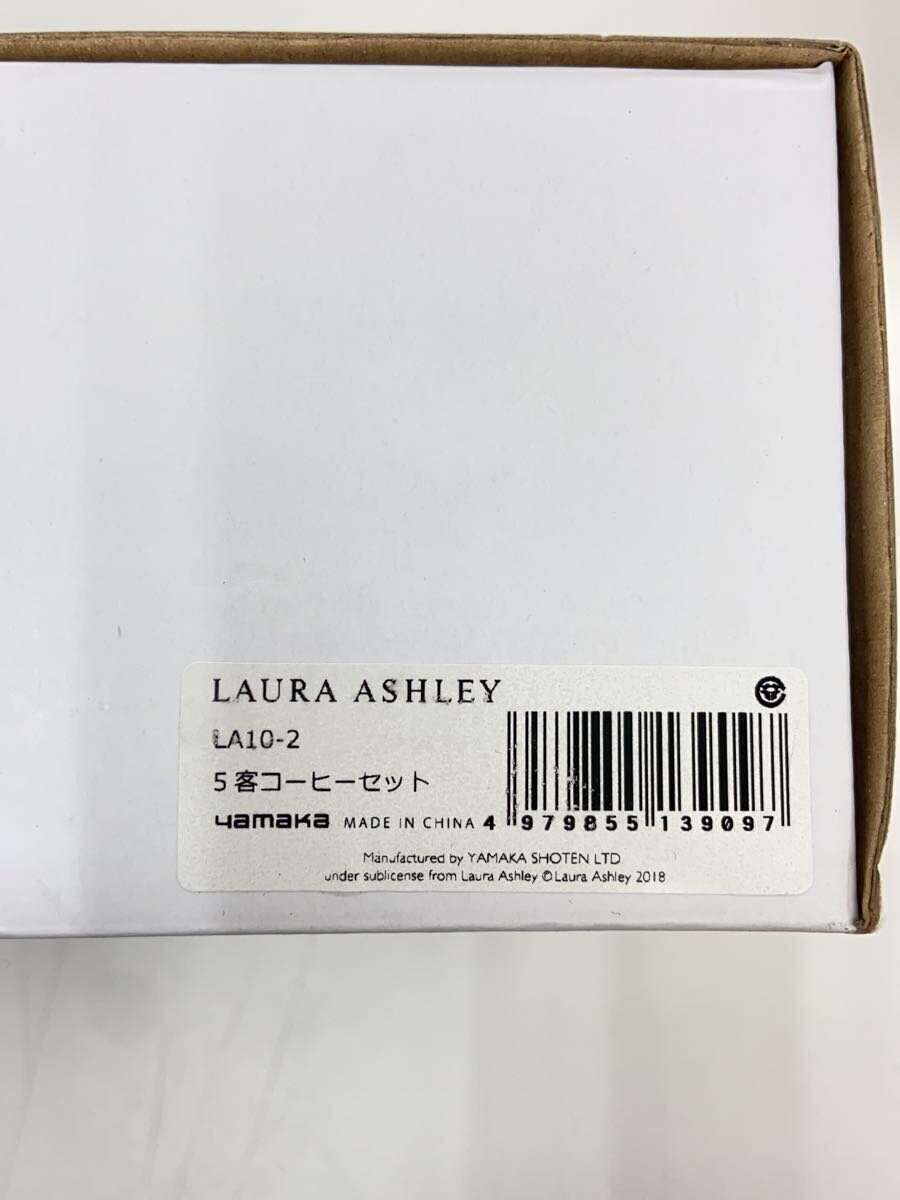 LAURA ASHLEY
LA10-2
5客コーヒーセット
yamaka MADE IN CHINA 4 979855 139097
Manufactured by YAMAKA SHOTEN LTD
under sublicense from Laura Ashley ©Laura Ashley 2018